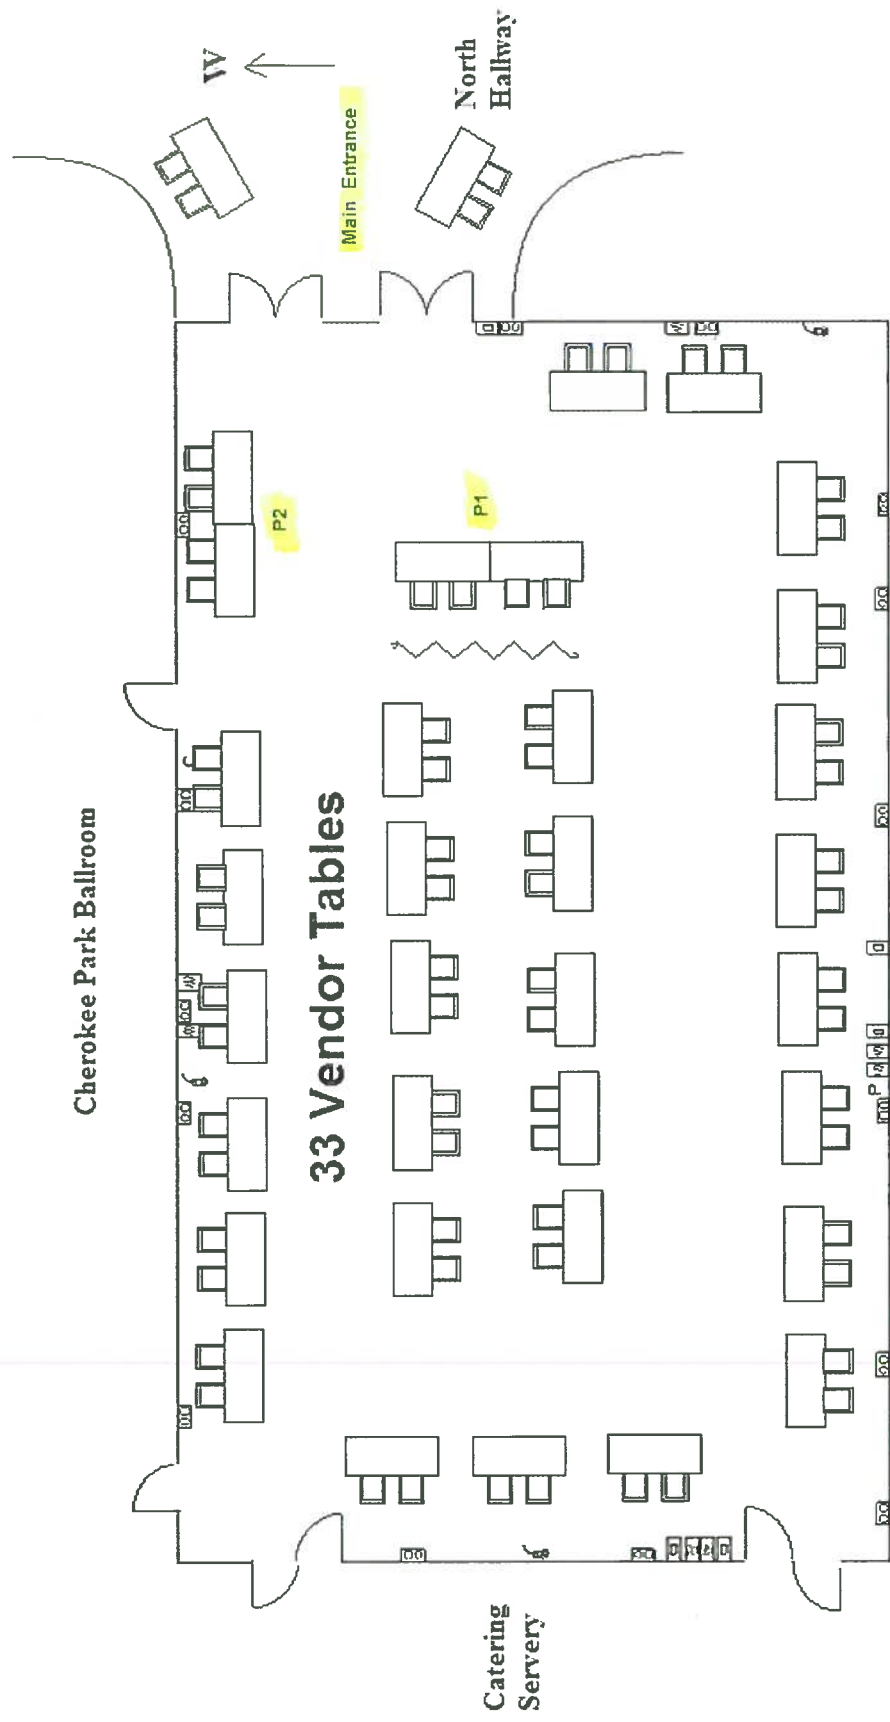 W
North
Hallway
Main Entrance
P2
P1
Cherokee Park Ballroom
33 Vendor Tables
P
Catering
Servery